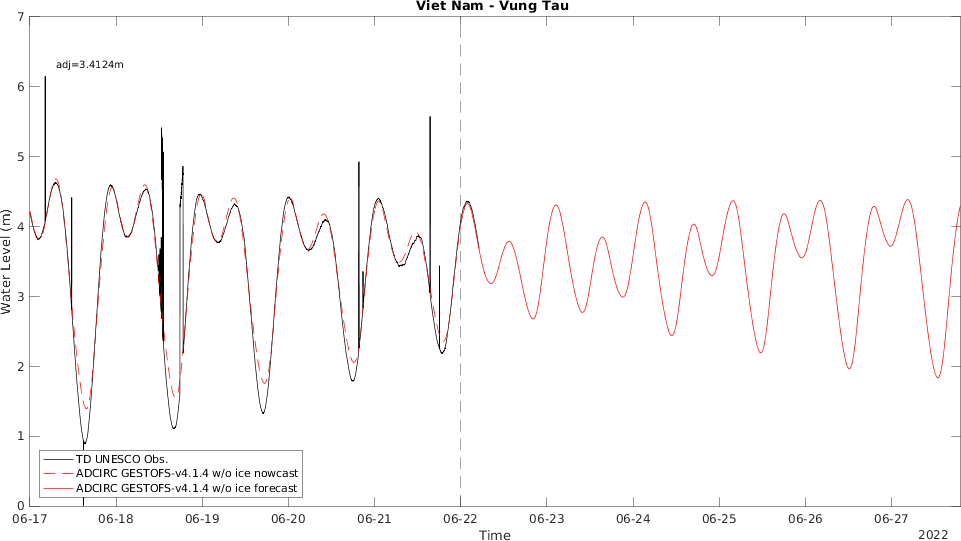 Viet Nam - Vung Tau
7
6
5
4
3
2
1
0
Water Level (m)
adj=3.4124m
TD UNESCO Obs.
ADCIRC GESTOFS-v4.1.4 w/o ice nowcast
ADCIRC GESTOFS-v4.1.4 w/o ice forecast
06-17 06-18 06-19 06-20 06-21 06-22 06-23 06-24 06-25 06-26 06-27
Time
2022